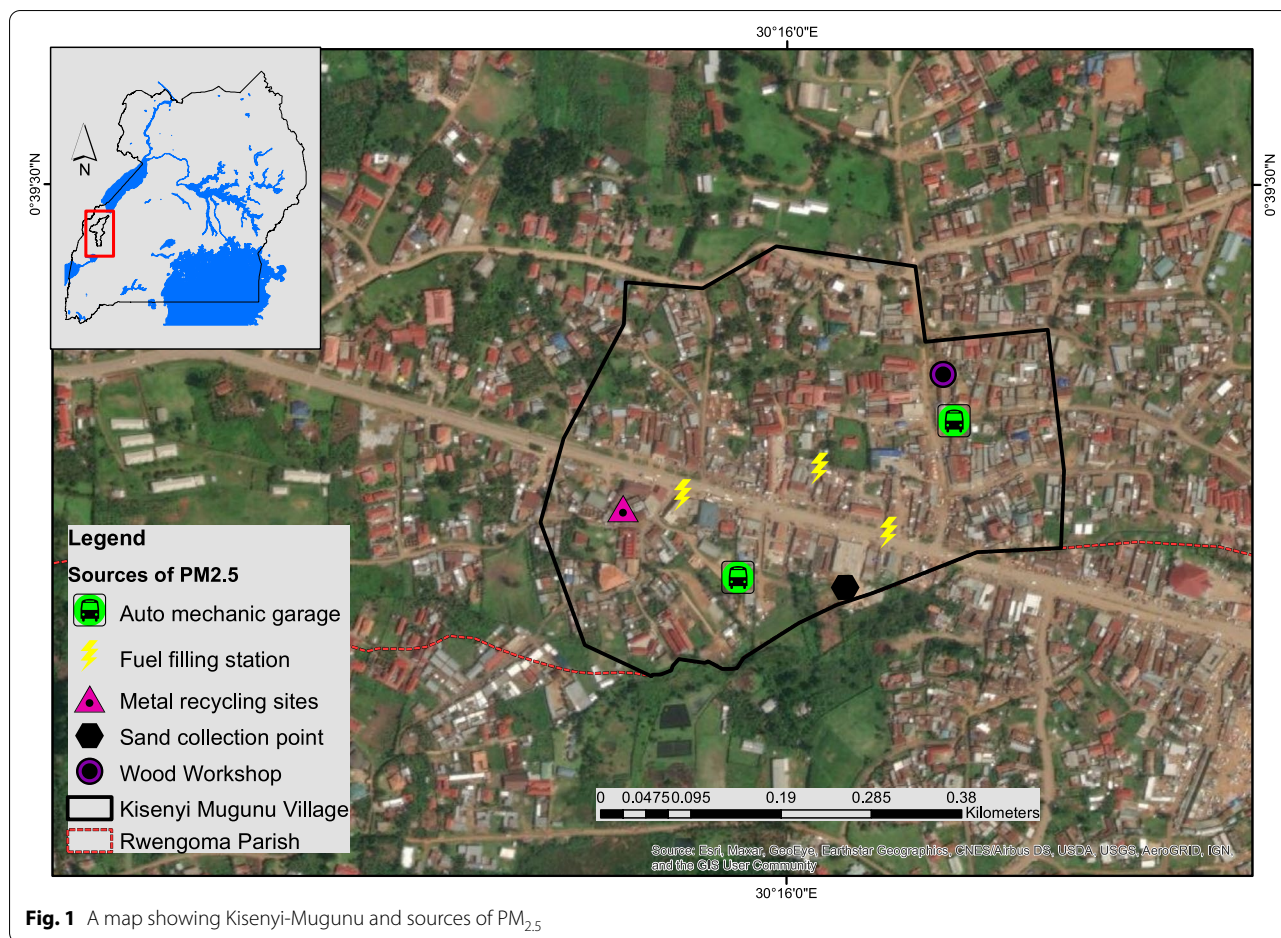 30°16'0"E
N
0°39'30"N
0°39'30"N
Legend
Sources of PM2.5
Auto mechanic garage
Fuel filling station
Metal recycling sites
Sand collection point
Wood Workshop
Kisenyi Mugunu Village
Rwengoma Parish
0 0.0475 0.095 0.19 0.285 0.38
Kilometers
Source: Esri, Maxar, GeoEye, Earthstar Geographics, CNES/Airbus DS, USDA, USGS, AeroGRID, IGN
and the GIS User Community
30°16'0"E
Fig. 1 A map showing Kisenyi-Mugunu and sources of PM2.5